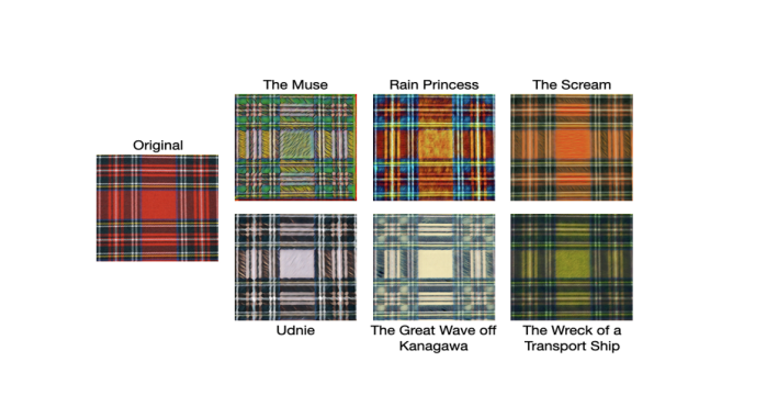 The Muse
Rain Princess
The Scream
Original
Udnie
The Great Wave off
Kanagawa
The Wreck of a
Transport Ship